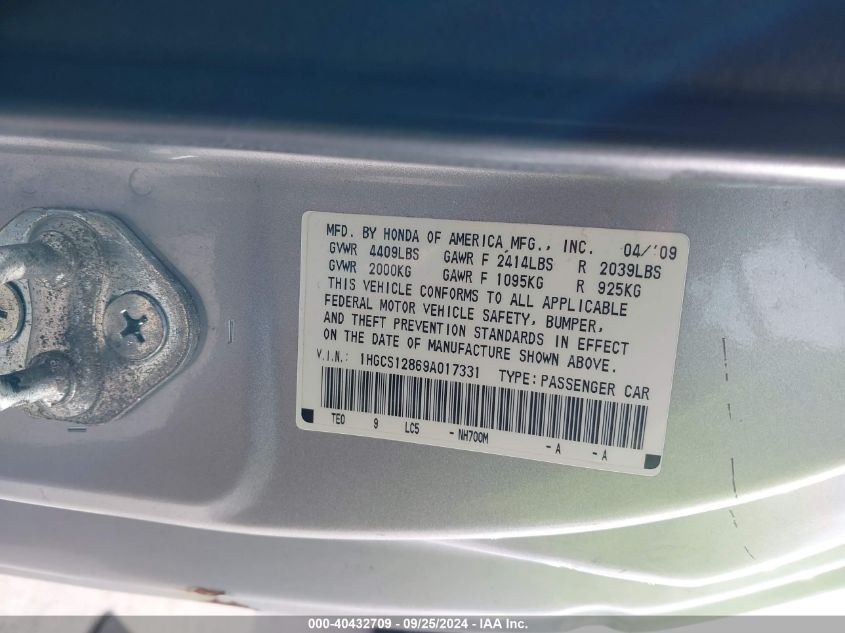 MFD. BY HONDA OF AMERICA MFG., INC. 04/'09
GVWR 4409LBS GAWR F 2414LBS R 2039LBS
GVWR 2000KG GAWR F 1095KG R 925KG
THIS VEHICLE CONFORMS TO ALL APPLICABLE
FEDERAL MOTOR VEHICLE SAFETY, BUMPER,
AND THEFT PREVENTION STANDARDS IN EFFECT
ON THE DATE OF MANUFACTURE SHOWN ABOVE.
V.I.N.: 1HGCS12869A017331 TYPE: PASSENGER CAR
TE0 9 LC5 - NH700M - A - A
000-40432709 - 09/25/2024 - IAA Inc.